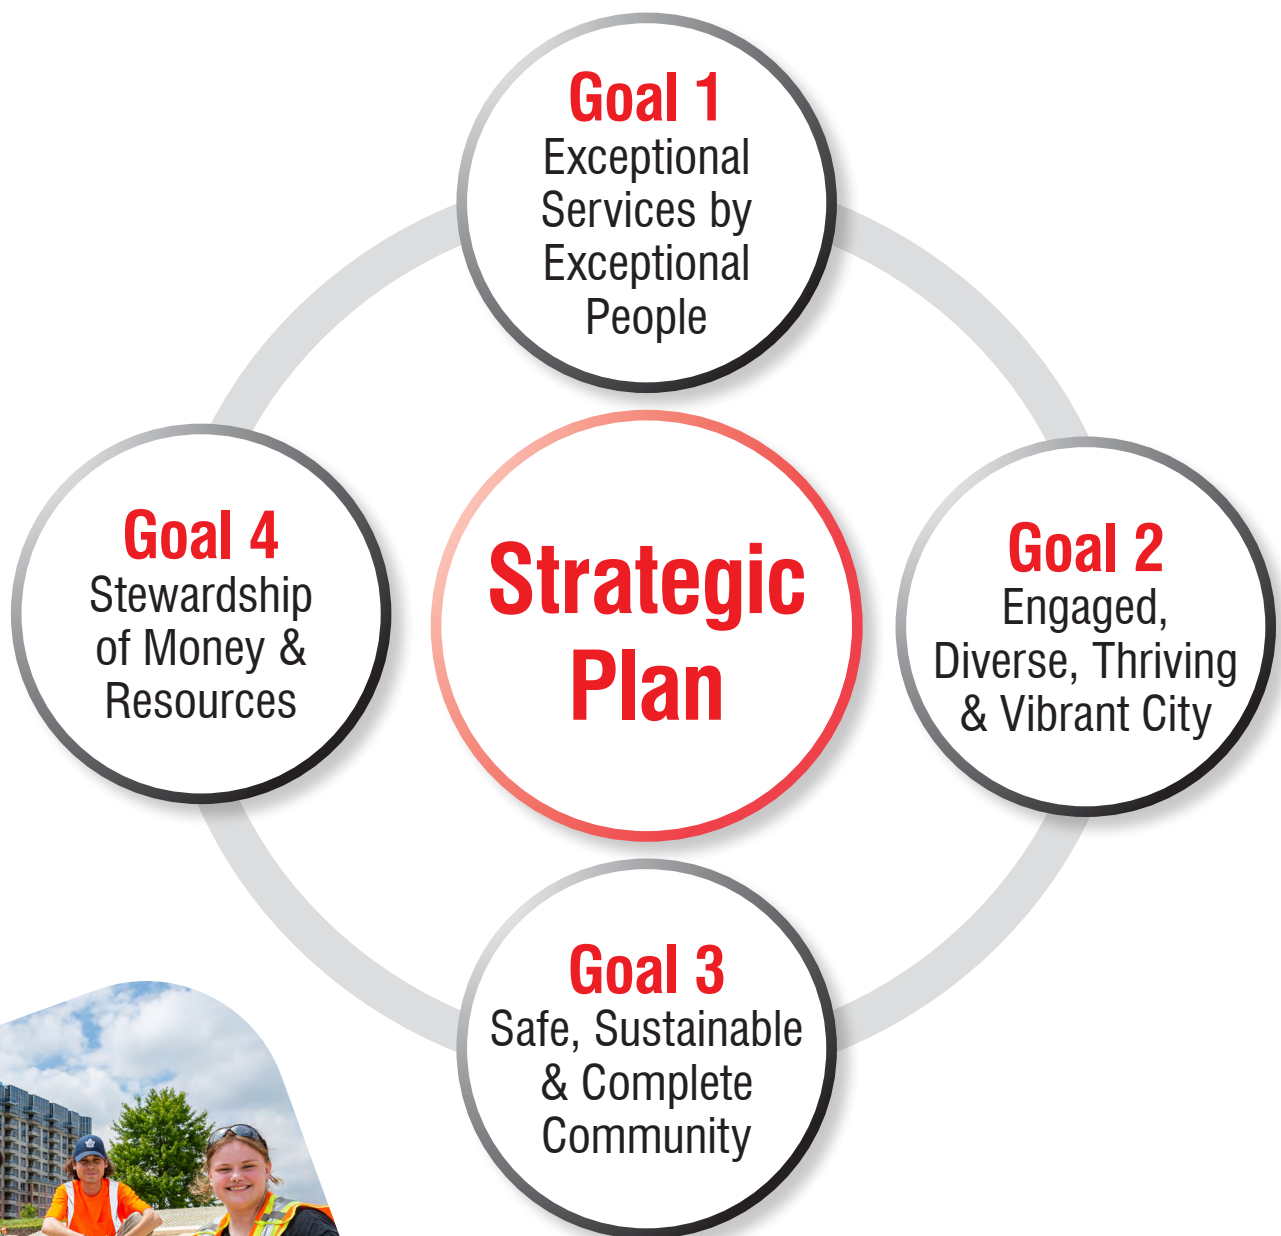 Goal 1
Exceptional
Services by
Exceptional
People
Goal 4
Stewardship
of Money &
Resources
Strategic
Plan
Goal 2
Engaged,
Diverse, Thriving
& Vibrant City
Goal 3
Safe, Sustainable
& Complete
Community